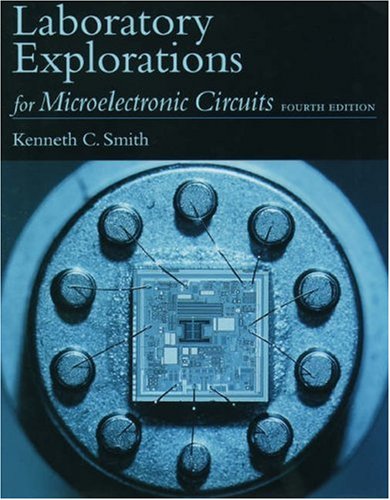 Laboratory
Explorations
for Microelectronic Circuits FOURTH EDITION
Kenneth C. Smith